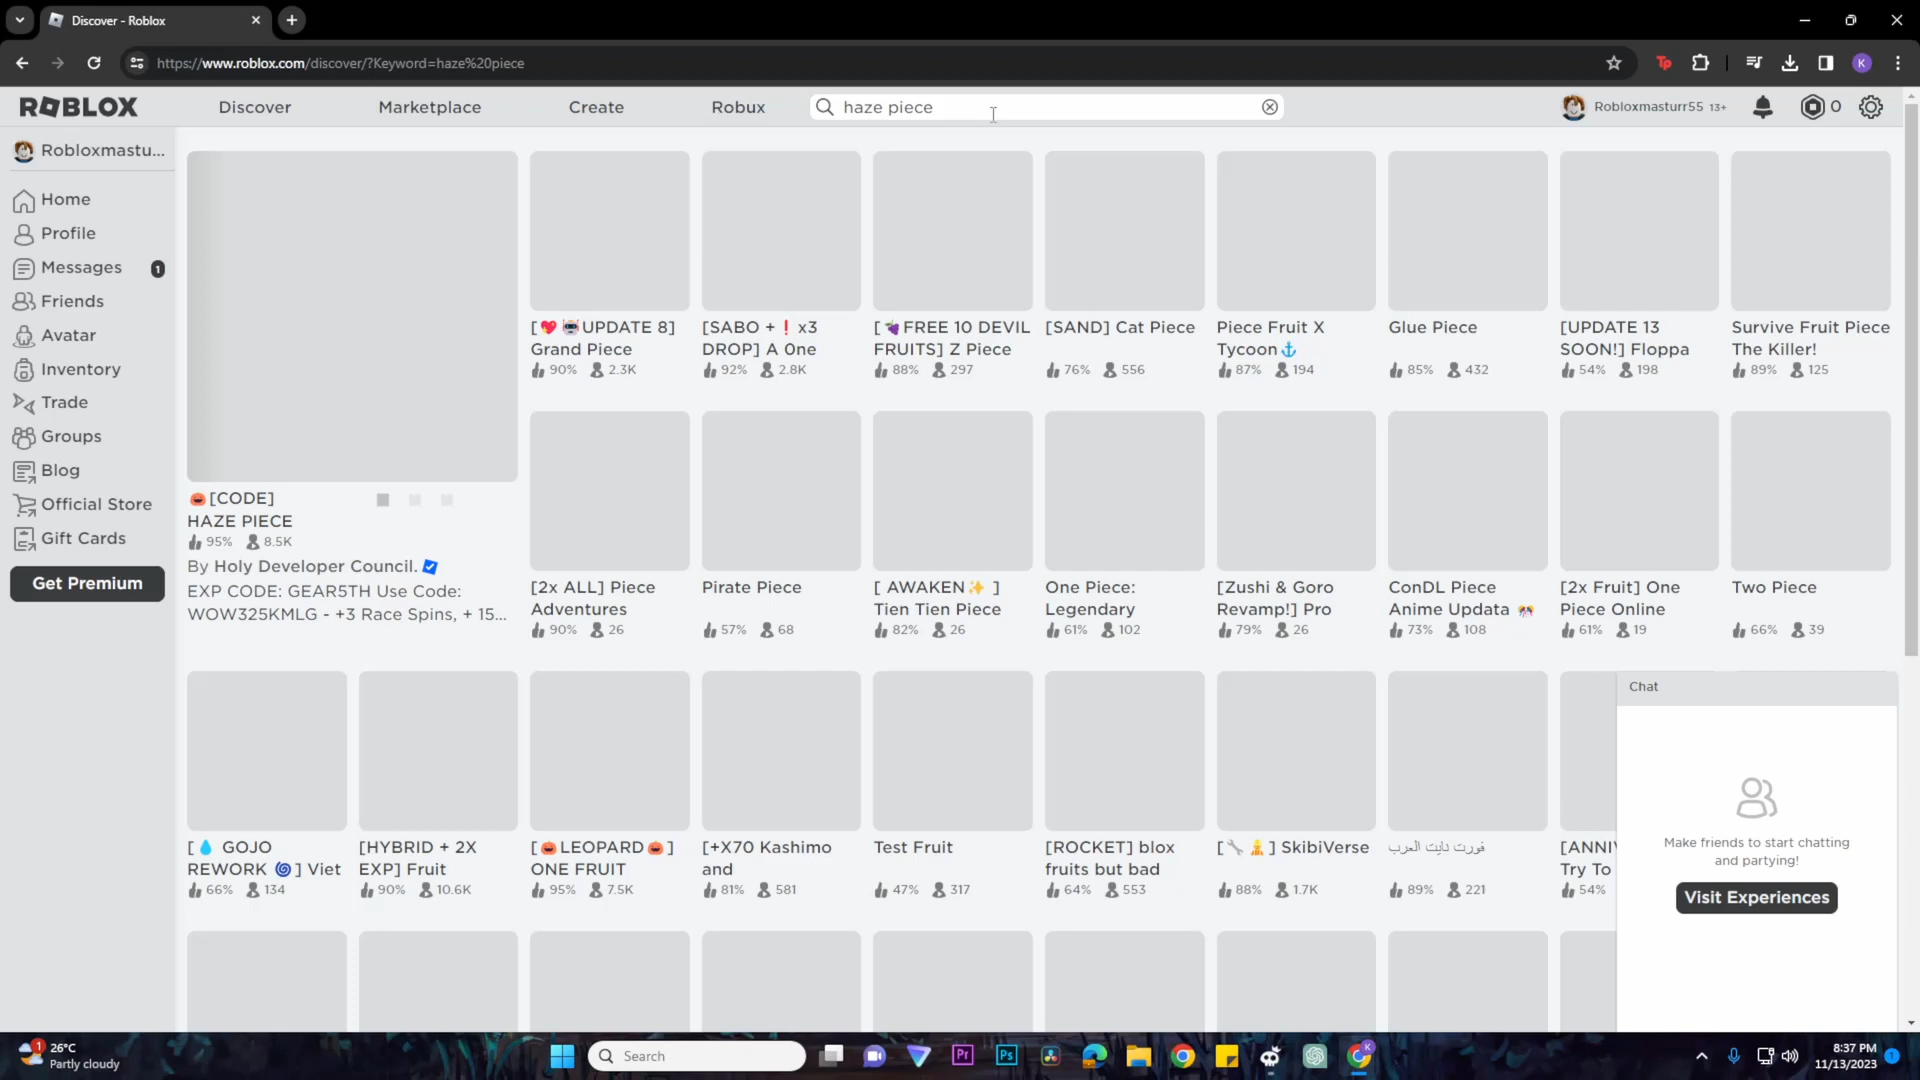 Discover - Roblox
https://www.roblox.com/discover/?Keyword=haze%20piece
K
ROBLOX
Discover
Marketplace
Create
Robux
haze piece
Robloxmasturr55 13+
0
Robloxmastu...
Home
Profile
Messages 1
Friends
Avatar
Inventory
Trade
Groups
Blog
Official Store
Gift Cards
Get Premium
[CODE]
HAZE PIECE
95% 8.5K
By Holy Developer Council.
EXP CODE: GEAR5TH Use Code:
WOW325KMLG - +3 Race Spins, + 15...
[💖🤖UPDATE 8]
Grand Piece
90% 2.3K
[SABO + ❗ x3
DROP] A 0ne
92% 2.8K
[🍇FREE 10 DEVIL
FRUITS] Z Piece
88% 297
[SAND] Cat Piece
76% 556
Piece Fruit X
Tycoon⚓
87% 194
Glue Piece
85% 432
[UPDATE 13
SOON!] Floppa
54% 198
Survive Fruit Piece
The Killer!
89% 125
[2x ALL] Piece
Adventures
90% 26
Pirate Piece
57% 68
[ AWAKEN✨ ]
Tien Tien Piece
82% 26
One Piece:
Legendary
61% 102
[Zushi & Goro
Revamp!] Pro
79% 26
ConDL Piece
Anime Updata 🎊
73% 108
[2x Fruit] One
Piece Online
61% 19
Two Piece
66% 39
[💧 GOJO
REWORK 🌀] Viet
66% 134
[HYBRID + 2X
EXP] Fruit
90% 10.6K
[🎃LEOPARD🎃]
ONE FRUIT
95% 7.5K
[+X70 Kashimo
and
81% 581
Test Fruit
47% 317
[ROCKET] blox
fruits but bad
64% 553
[🔧] SkibiVerse
88% 1.7K
فورت نايت العرب
89% 221
[ANNIV
Try To
54%
Chat
Make friends to start chatting
and partying!
Visit Experiences
1
26°C
Partly cloudy
Search
Pr
Ps
K
8:37 PM
11/13/2023
1